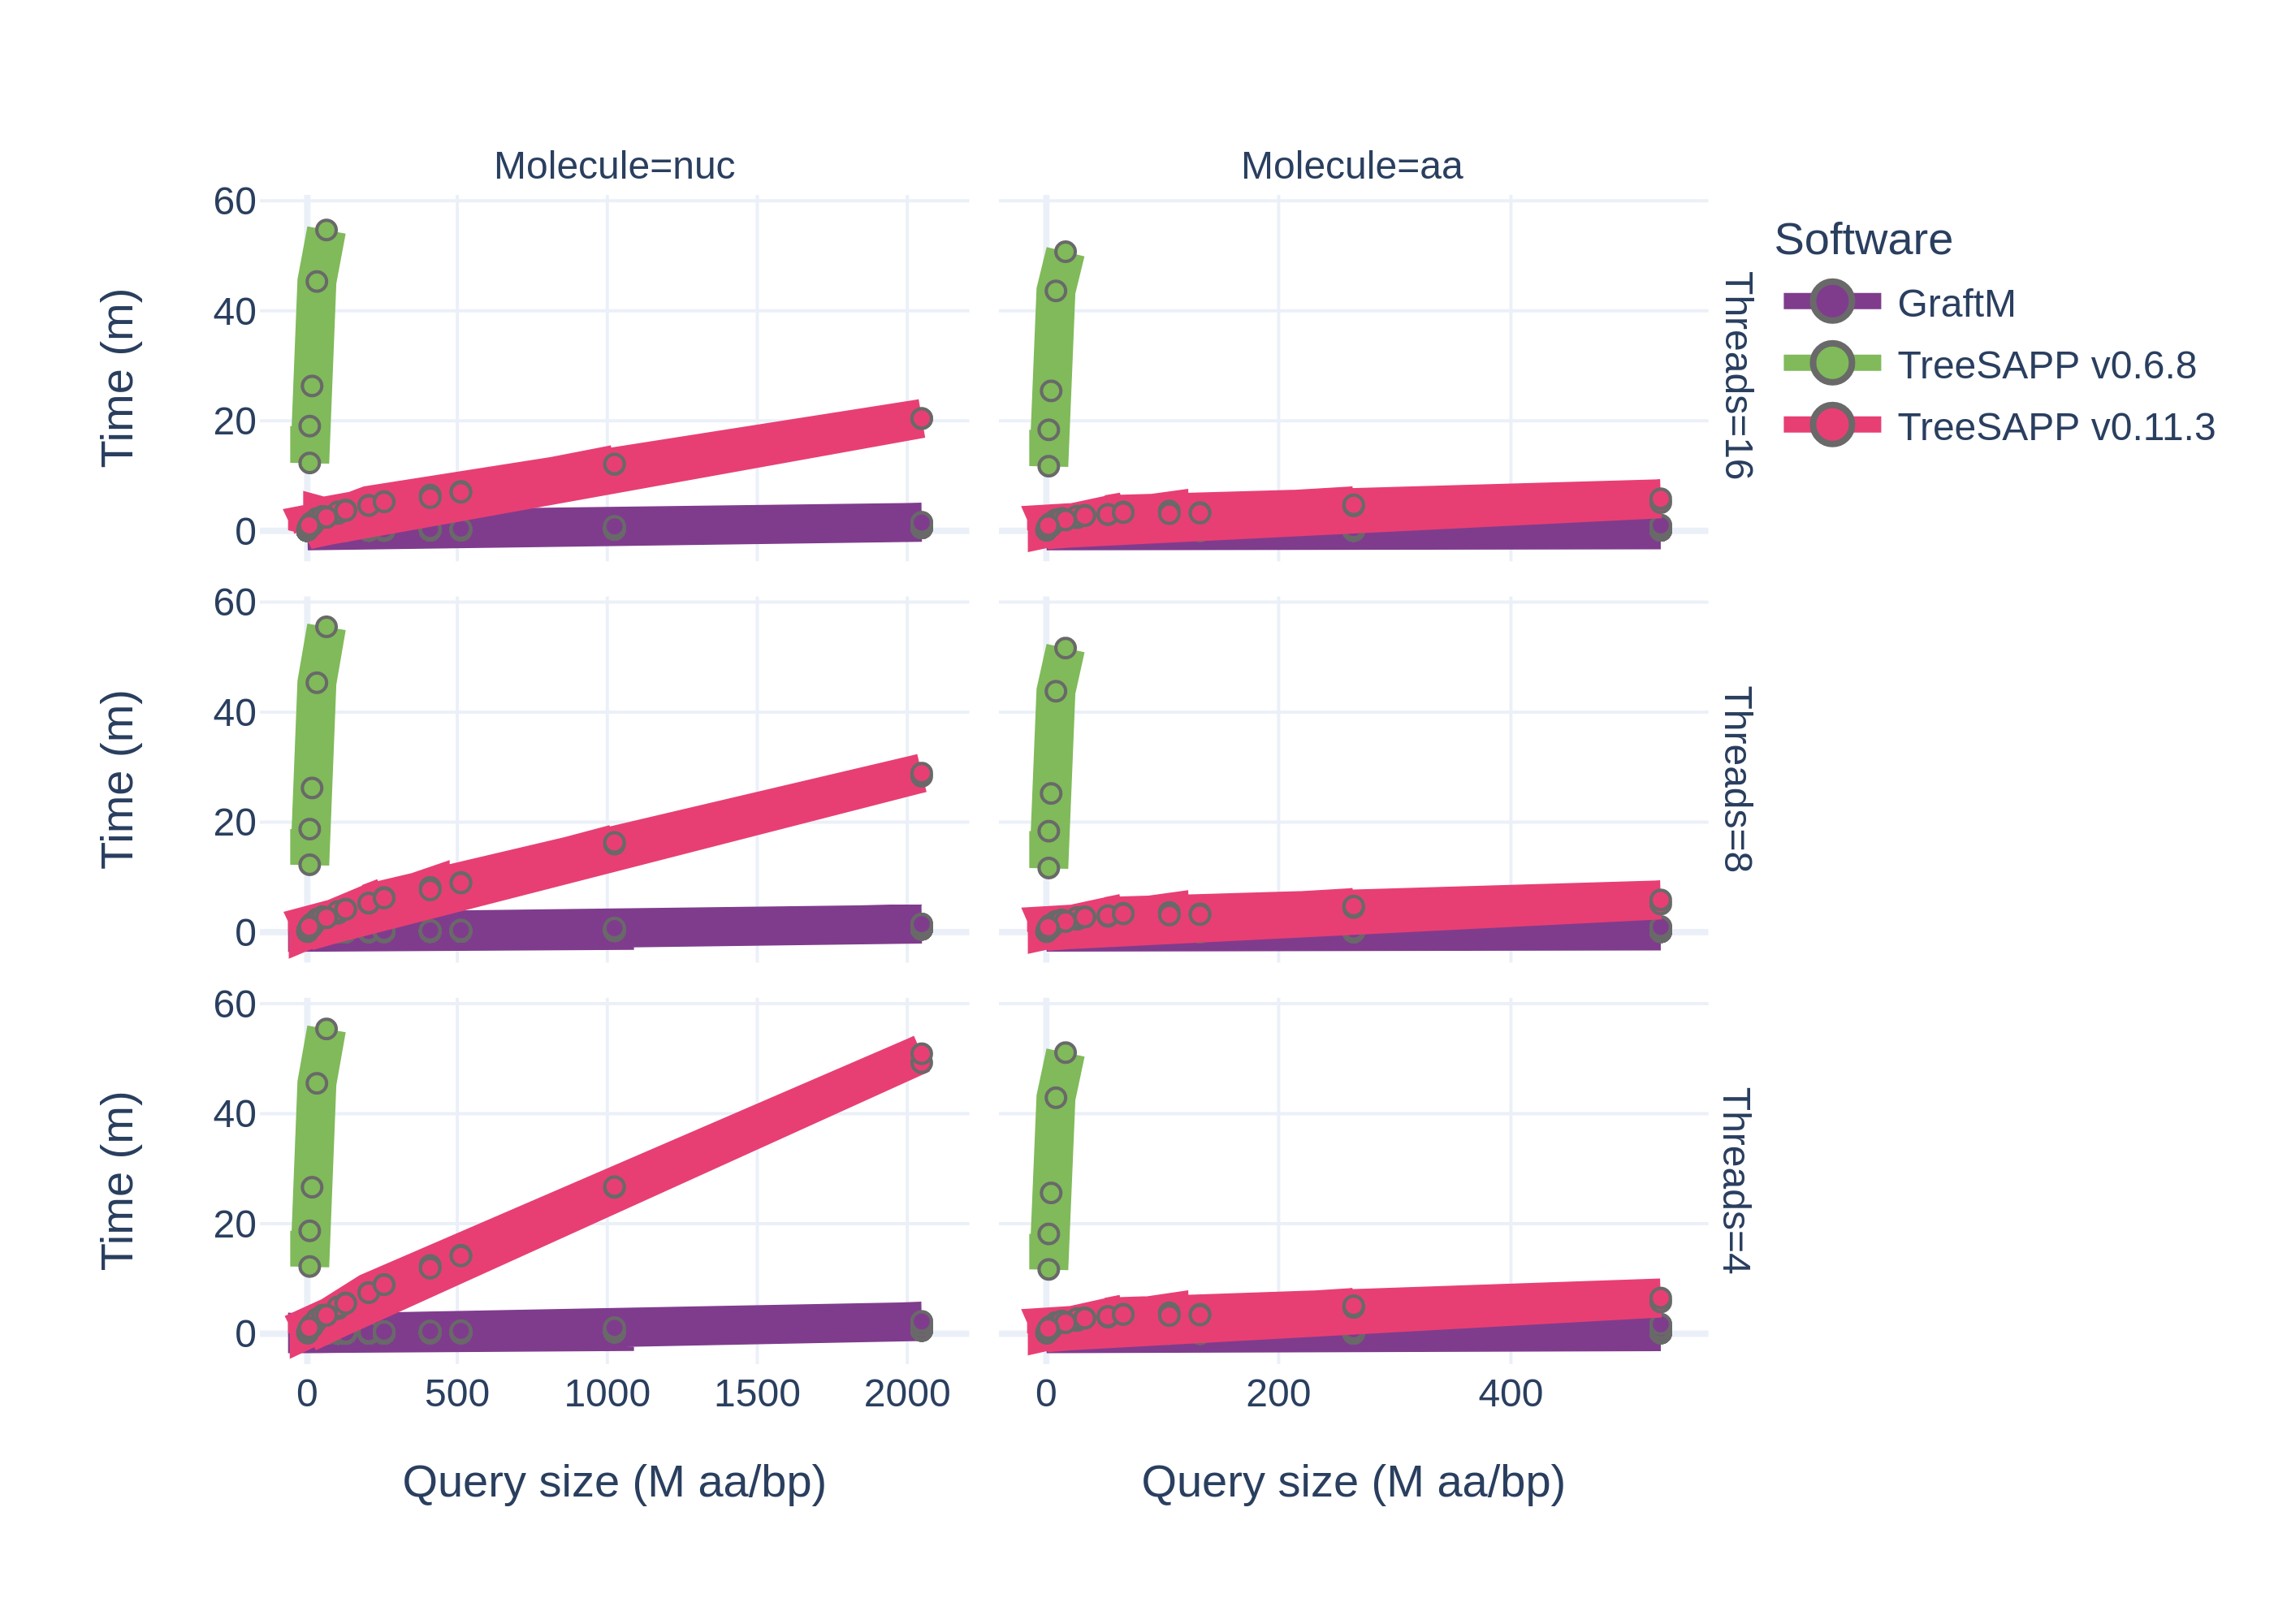 Molecule=nuc
Molecule=aa
Software
GraftM
TreeSAPP v0.6.8
TreeSAPP v0.11.3
60
40
20
0
Time (m)
Threads=16
60
40
20
0
Time (m)
Threads=8
60
40
20
0
Time (m)
Threads=4
0 500 1000 1500 2000
0 200 400
Query size (M aa/bp)
Query size (M aa/bp)